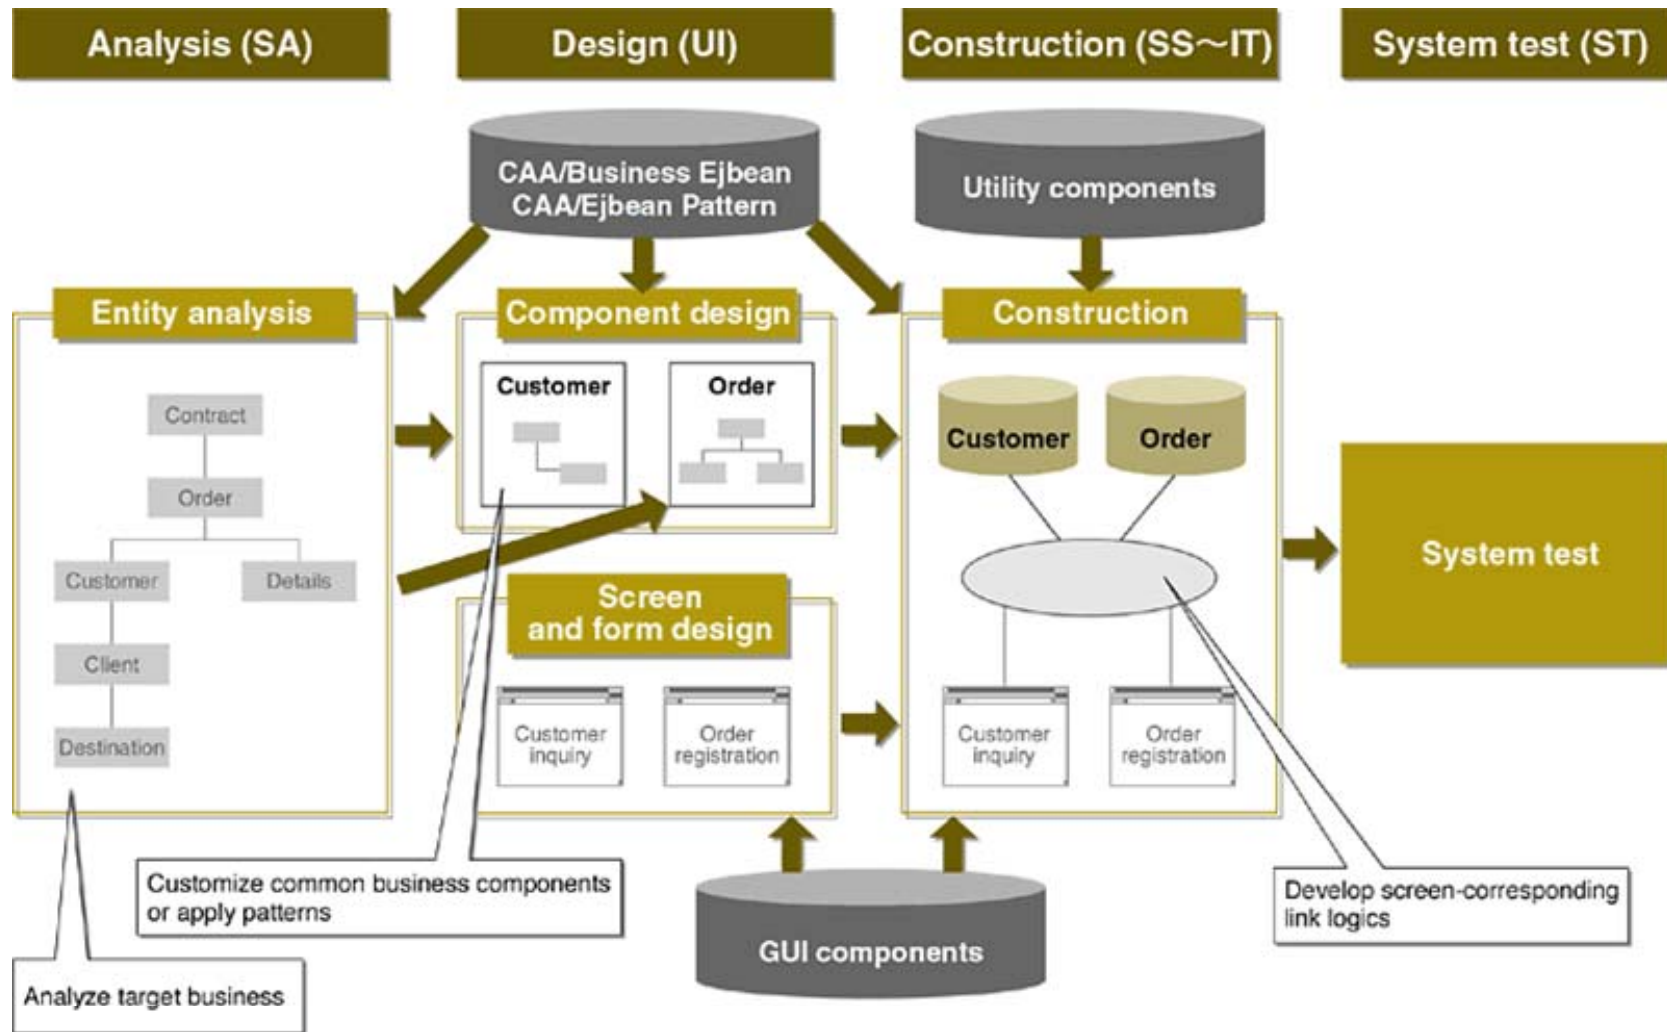 Analysis (SA)
Design (UI)
Construction (SS～IT)
System test (ST)
CAA/Business Ejbean
CAA/Ejbean Pattern
Utility components
Entity analysis
Contract
Order
Customer
Details
Client
Destination
Component design
Customer
Order
Screen
and form design
Customer
inquiry
Order
registration
Construction
Customer
Order
Customer
inquiry
Order
registration
System test
Customize common business components
or apply patterns
GUI components
Develop screen-corresponding
link logics
Analyze target business